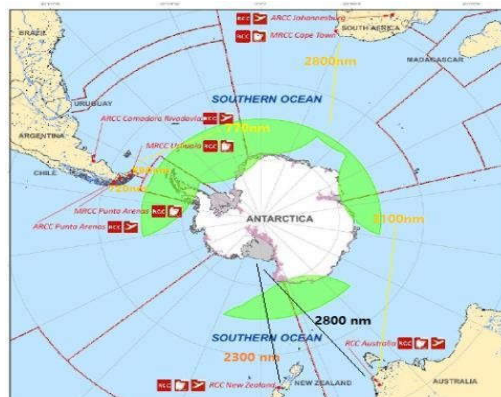 BRAZIL
ARCC Johannesburg
SOUTH AFRICA
MRCC Cape Town
2800nm
MADAGASCAR
URUGUAY
SOUTHERN OCEAN
ARCC Comodoro Rivadavia
770nm
ARGENTINA
MRCC Ushuaia
CHILE
720nm
MRCC Punta Arenas
ARCC Punta Arenas
ANTARCTICA
3100nm
2800 nm
SOUTHERN OCEAN
2300 nm
RCC Australia
RCC New Zealand
NEW ZEALAND
AUSTRALIA